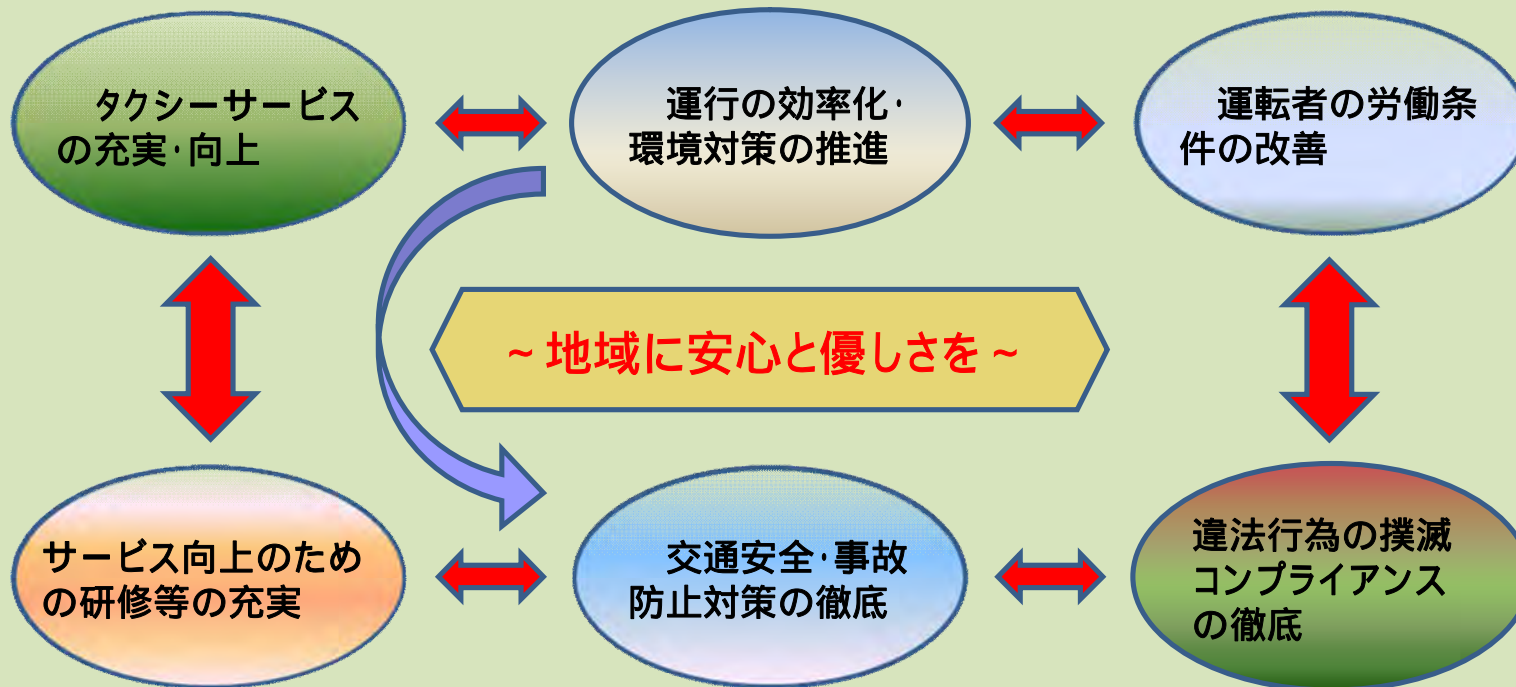 タクシーサービス
の充実･向上
運行の効率化･
環境対策の推進
運転者の労働条
件の改善
~ 地域に安心と優しさを ~
サービス向上のため
の研修等の充実
交通安全･事故
防止対策の徹底
違法行為の撲滅
コンプライアンス
の徹底